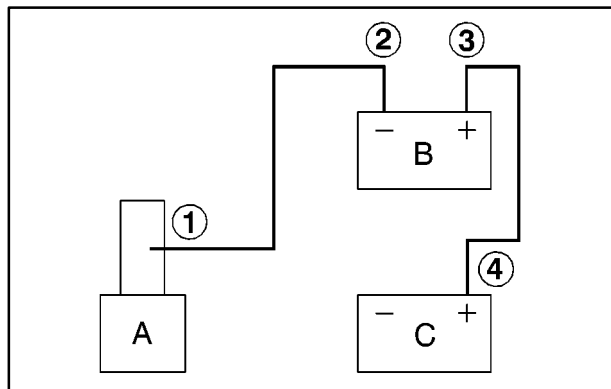 ② ③
− +
B
①
④
− +
A C